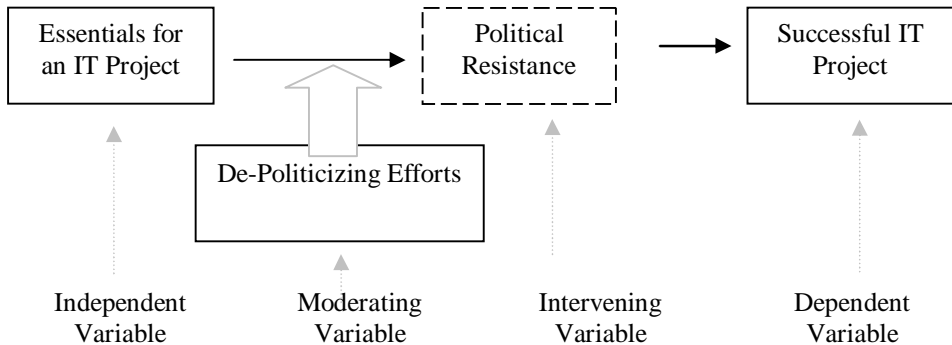 Essentials for
an IT Project
Political
Resistance
Successful IT
Project
De-Politicizing Efforts
Independent
Variable
Moderating
Variable
Intervening
Variable
Dependent
Variable